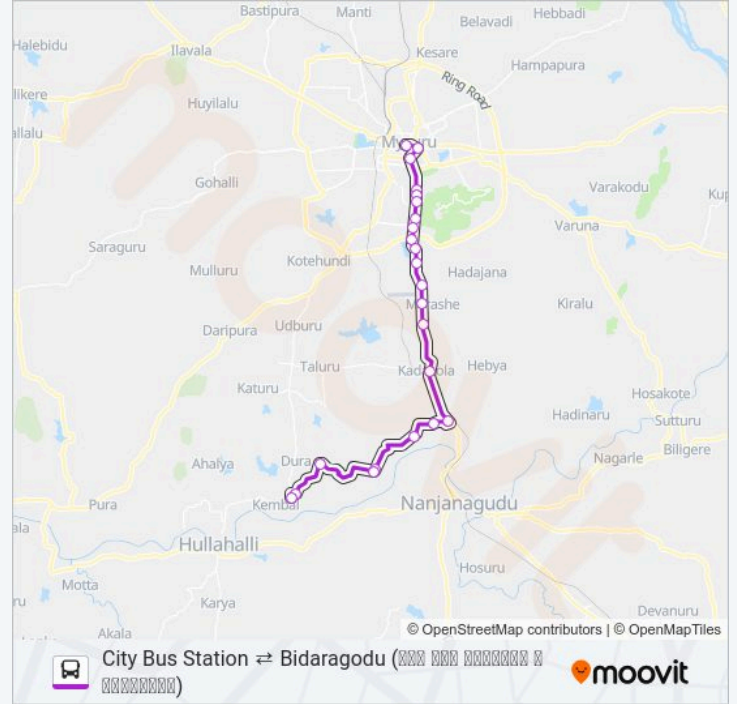 Bastipura
Manti
Hebbadi
Belavadi
Halebidu
Ilavala
Kesare
Hampapura
Ring Road
likere
Huyilalu
allalu
Mysuru
Gohalli
Varakodu
Varuna
Saraguru
Kotehundi
Mulluru
Hadajana
Kiralu
Daripura
Udburu
Taluru
Hebya
Katuru
Hosakote
Hadinaru
Sutturu
Biligere
Ahalya
Dura
Nagarle
Pura
Nanjanagudu
Hullahalli
Hosuru
Motta
Karya
Devanuru
Akala
© OpenStreetMap contributors | © OpenMapTiles
City Bus Station ⇄ Bidaragodu (
moovit